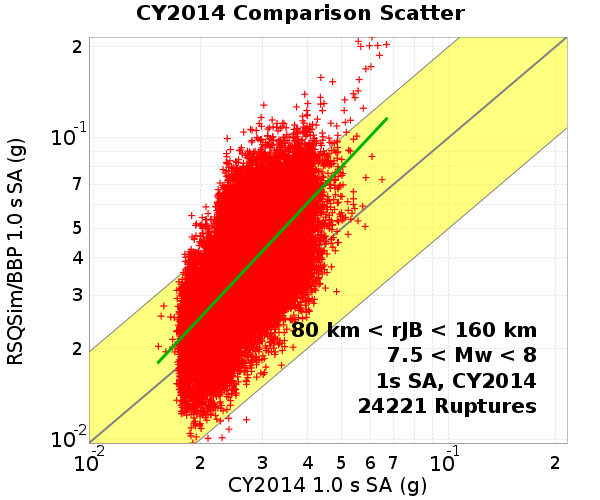 CY2014 Comparison Scatter
RSQSim/BBP 1.0 s SA (g)
2
10-1
7
5
4
3
2
10-2
80 km < rJB < 160 km
7.5 < Mw < 8
1s SA, CY2014
24221 Ruptures
10-2 2 3 4 5 6 7 10-1 2
CY2014 1.0 s SA (g)